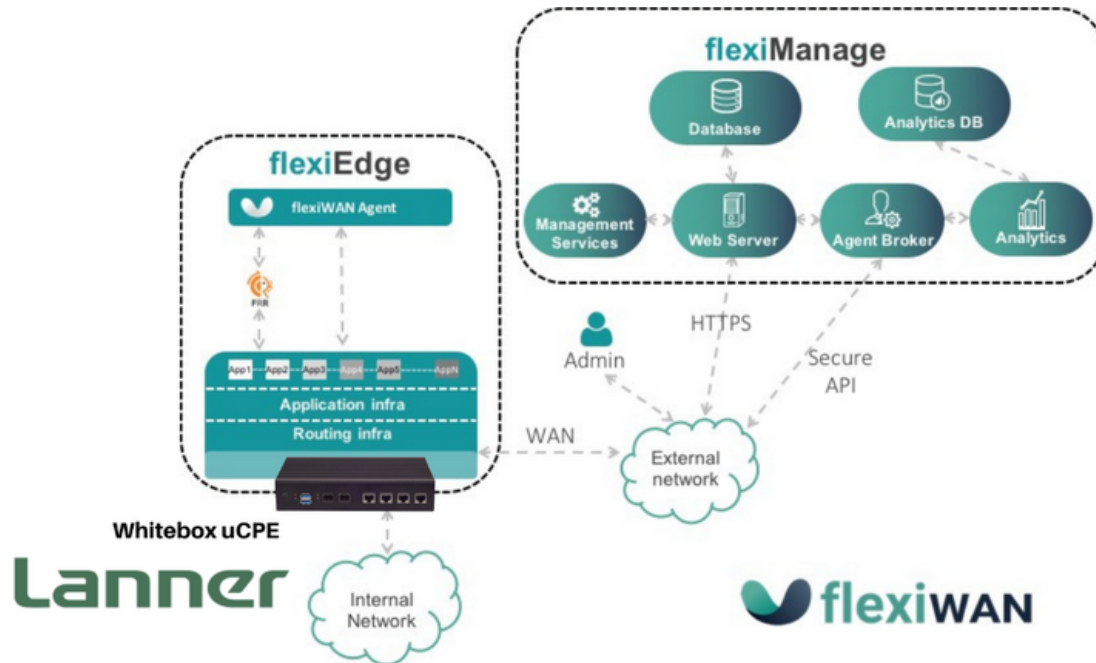 flexiManage
Database
Analytics DB
Management
Services
Web Server
Agent Broker
Analytics
flexiEdge
flexiWAN Agent
FRR
App1
App2
App3
App4
App5
AppN
Application infra
Routing infra
HTTPS
Admin
Secure
API
WAN
External
network
Whitebox uCPE
Lanner
Internal
Network
flexiWAN